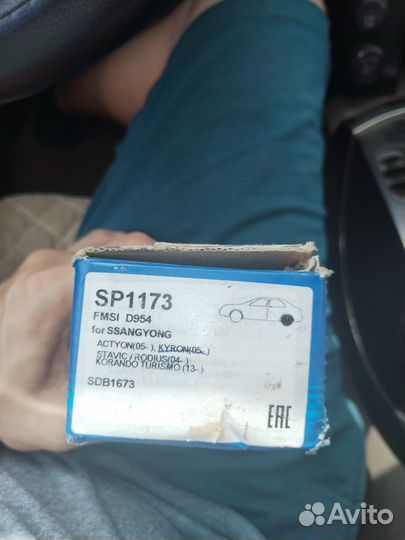 SP1173
FMSI D954
for SSANGYONG
ACTYON(05- ), KYRON(05-
STAVIC / RODIUS(04- )
KORANDO TURISMO (13- )
SDB1673
EAC
Avito